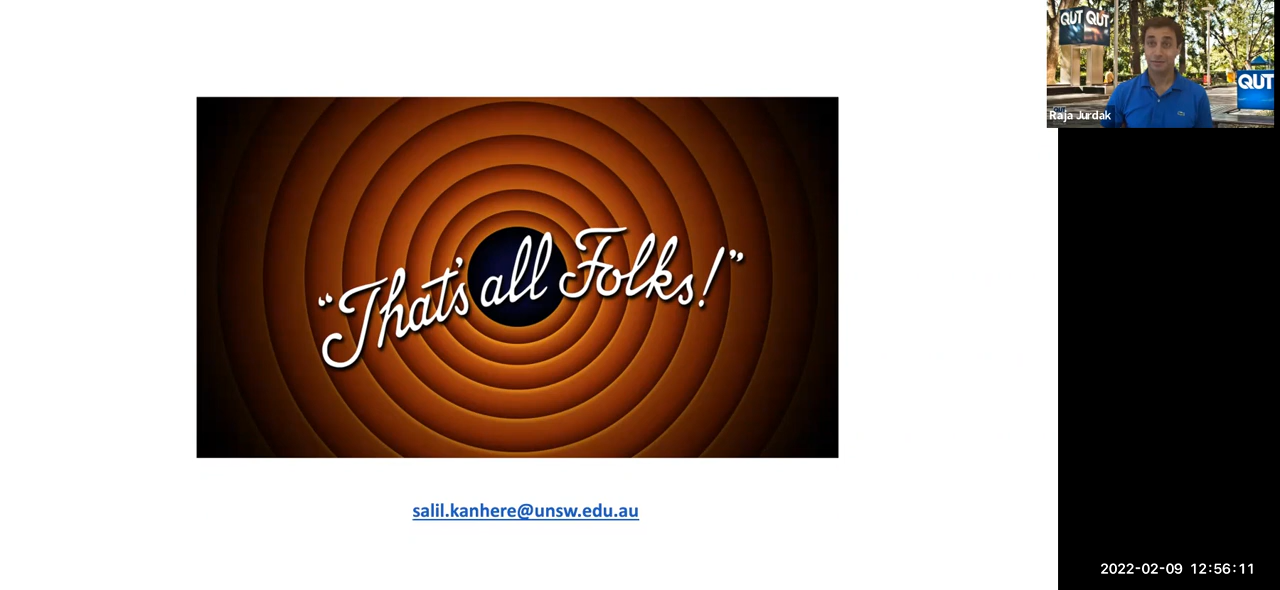 “That's all Folks!”
salil.kanhere@unsw.edu.au
QUT QUT
QUT
QUT
Raja Jurdak
2022-02-09 12:56:11